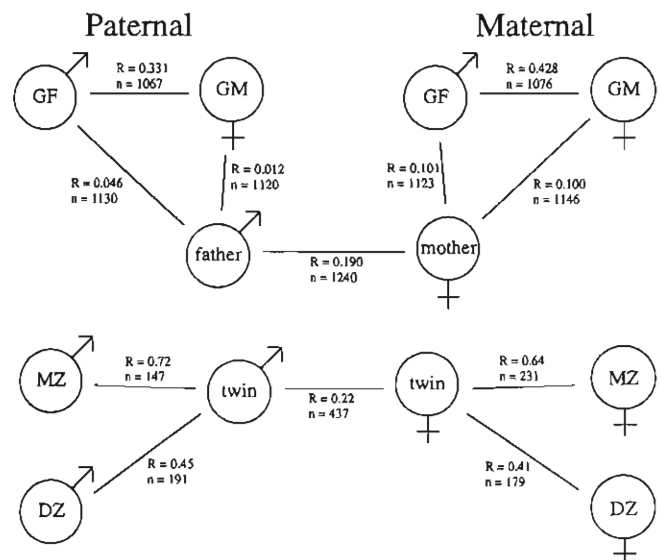 Paternal
Maternal
GF
R = 0.331
n = 1067
GM
GF
R = 0.428
n = 1076
GM
R = 0.046
n = 1130
R = 0.012
n = 1120
R = 0.101
n = 1123
R = 0.100
n = 1146
father
R = 0.190
n = 1240
mother
MZ
R = 0.72
n = 147
twin
R = 0.22
n = 437
twin
R = 0.64
n = 231
MZ
DZ
R = 0.45
n = 191
R = 0.41
n = 179
DZ